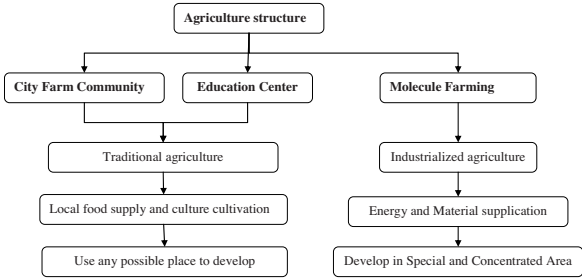 Agriculture structure
City Farm Community
Education Center
Molecule Farming
Traditional agriculture
Industrialized agriculture
Local food supply and culture cultivation
Energy and Material supplication
Use any possible place to develop
Develop in Special and Concentrated Area